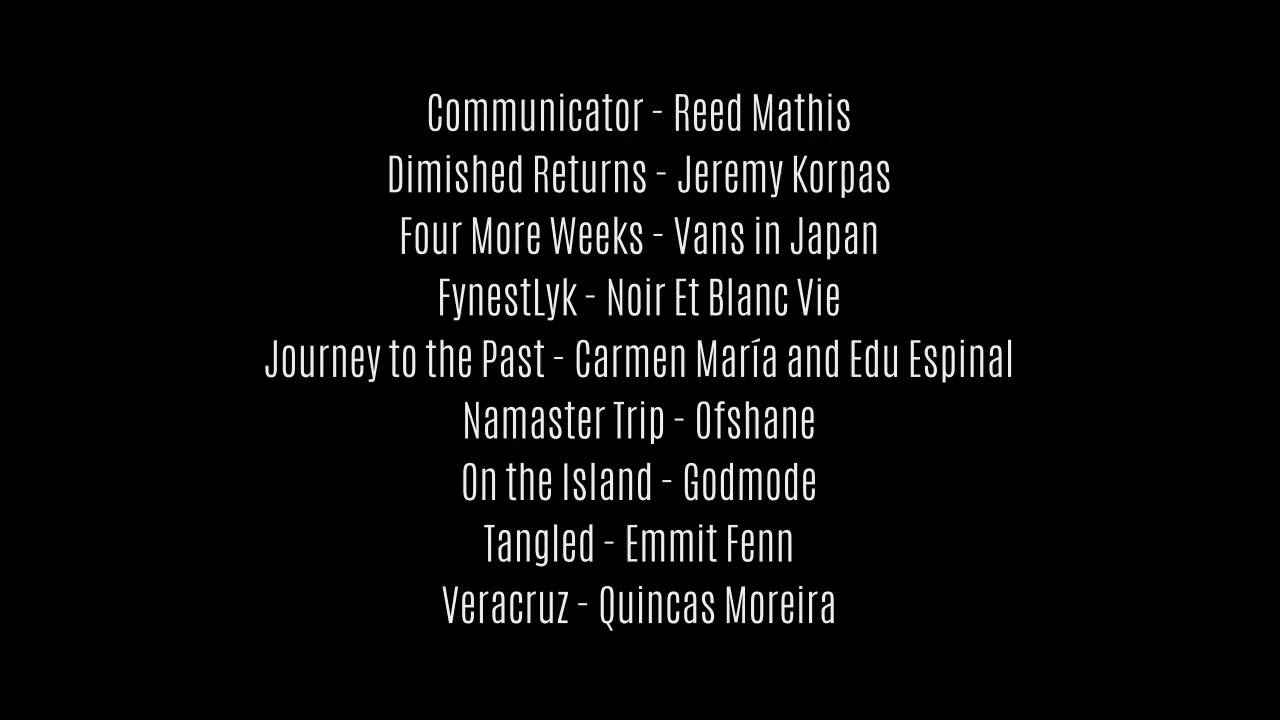 Communicator - Reed Mathis
Dimished Returns - Jeremy Korpas
Four More Weeks - Vans in Japan
FynestLyk - Noir Et Blanc Vie
Journey to the Past - Carmen María and Edu Espinal
Namaster Trip - Ofshane
On the Island - Godmode
Tangled - Emmit Fenn
Veracruz - Quincas Moreira